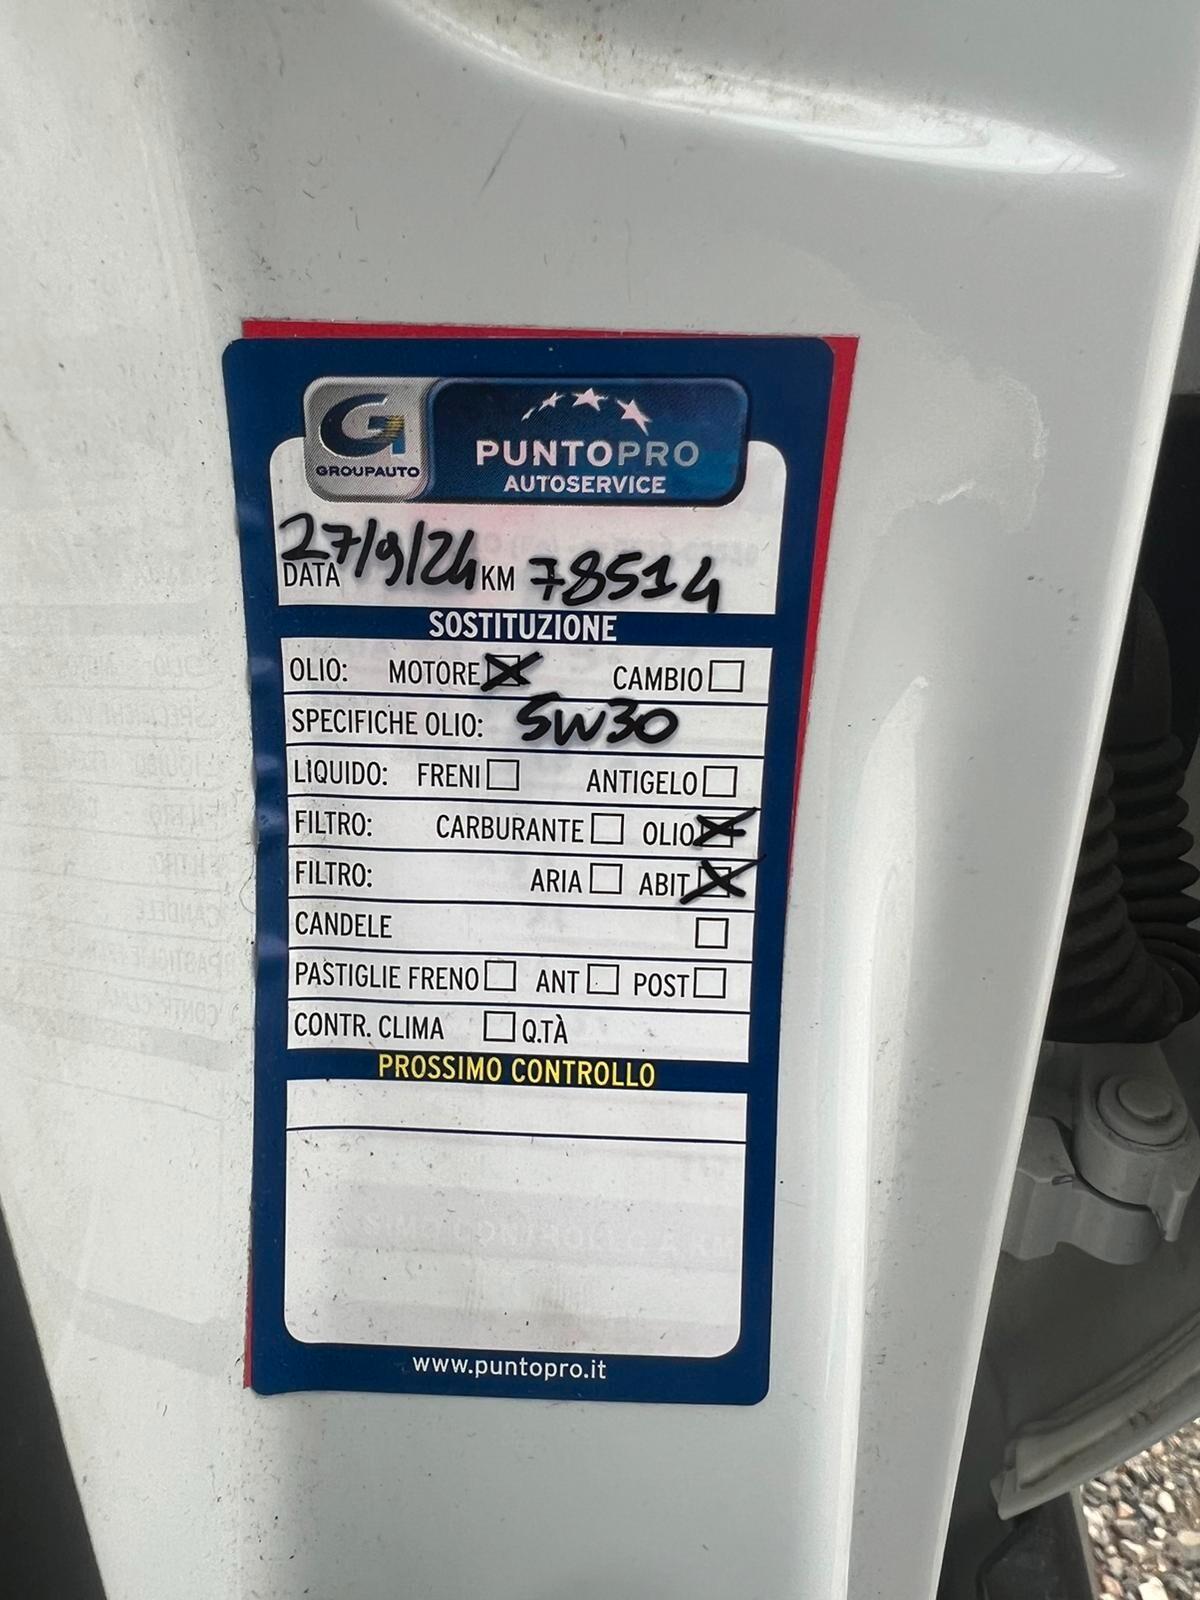 GROUPAUTO
PUNTOPRO
AUTOSERVICE
DATA 27/9/24 KM 78514
SOSTITUZIONE
OLIO: MOTORE CAMBIO
SPECIFICHE OLIO: 5W30
LIQUIDO: FRENI ANTIGELO
FILTRO: CARBURANTE OLIO
FILTRO: ARIA ABIT
CANDELE
PASTIGLIE FRENO ANT POST
CONTR. CLIMA Q.TÀ
PROSSIMO CONTROLLO
www.puntopro.it